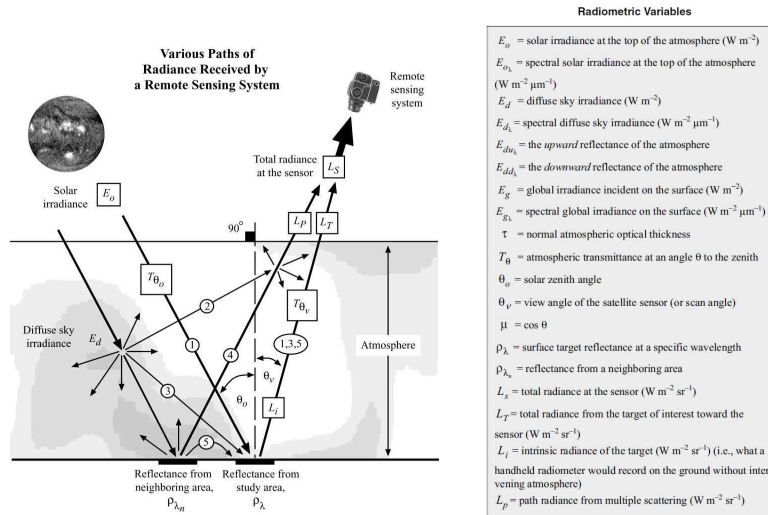 Various Paths of
Radiance Received by
a Remote Sensing System
Remote
sensing
system
Total radiance
at the sensor
L_S
Solar
irradiance
E_o
90°
L_P
L_T
T_θo
T_θv
2
Diffuse sky
irradiance
E_d
1
4
1,3,5
Atmosphere
3
θ_v
θ_o
L_i
5
Reflectance from
neighboring area,
ρ_λn
Reflectance from
study area,
ρ_λ
Radiometric Variables
E_o = solar irradiance at the top of the atmosphere (W m⁻²)
E_oλ = spectral solar irradiance at the top of the atmosphere
(W m⁻² µm⁻¹)
E_d = diffuse sky irradiance (W m⁻²)
E_dλ = spectral diffuse sky irradiance (W m⁻² µm⁻¹)
E_duλ = the upward reflectance of the atmosphere
E_ddλ = the downward reflectance of the atmosphere
E_g = global irradiance incident on the surface (W m⁻²)
E_gλ = spectral global irradiance on the surface (W m⁻² µm⁻¹)
τ = normal atmospheric optical thickness
T_θ = atmospheric transmittance at an angle θ to the zenith
θ_o = solar zenith angle
θ_v = view angle of the satellite sensor (or scan angle)
µ = cos θ
ρ_λ = surface target reflectance at a specific wavelength
ρ_λn = reflectance from a neighboring area
L_s = total radiance at the sensor (W m⁻² sr⁻¹)
L_T = total radiance from the target of interest toward the
sensor (W m⁻² sr⁻¹)
L_i = intrinsic radiance of the target (W m⁻² sr⁻¹) (i.e., what a
handheld radiometer would record on the ground without inter
vening atmosphere)
L_p = path radiance from multiple scattering (W m⁻² sr⁻¹)